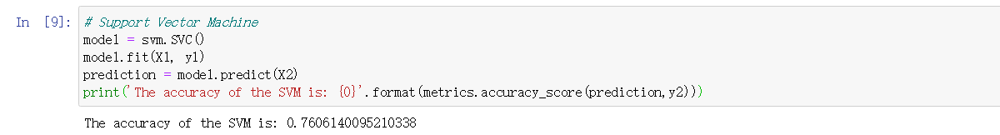 In [9]: # Support Vector Machine
model = svm.SVC()
model.fit(X1, y1)
prediction = model.predict(X2)
print('The accuracy of the SVM is: {0}'.format(metrics.accuracy_score(prediction,y2)))
The accuracy of the SVM is: 0.7606140095210338